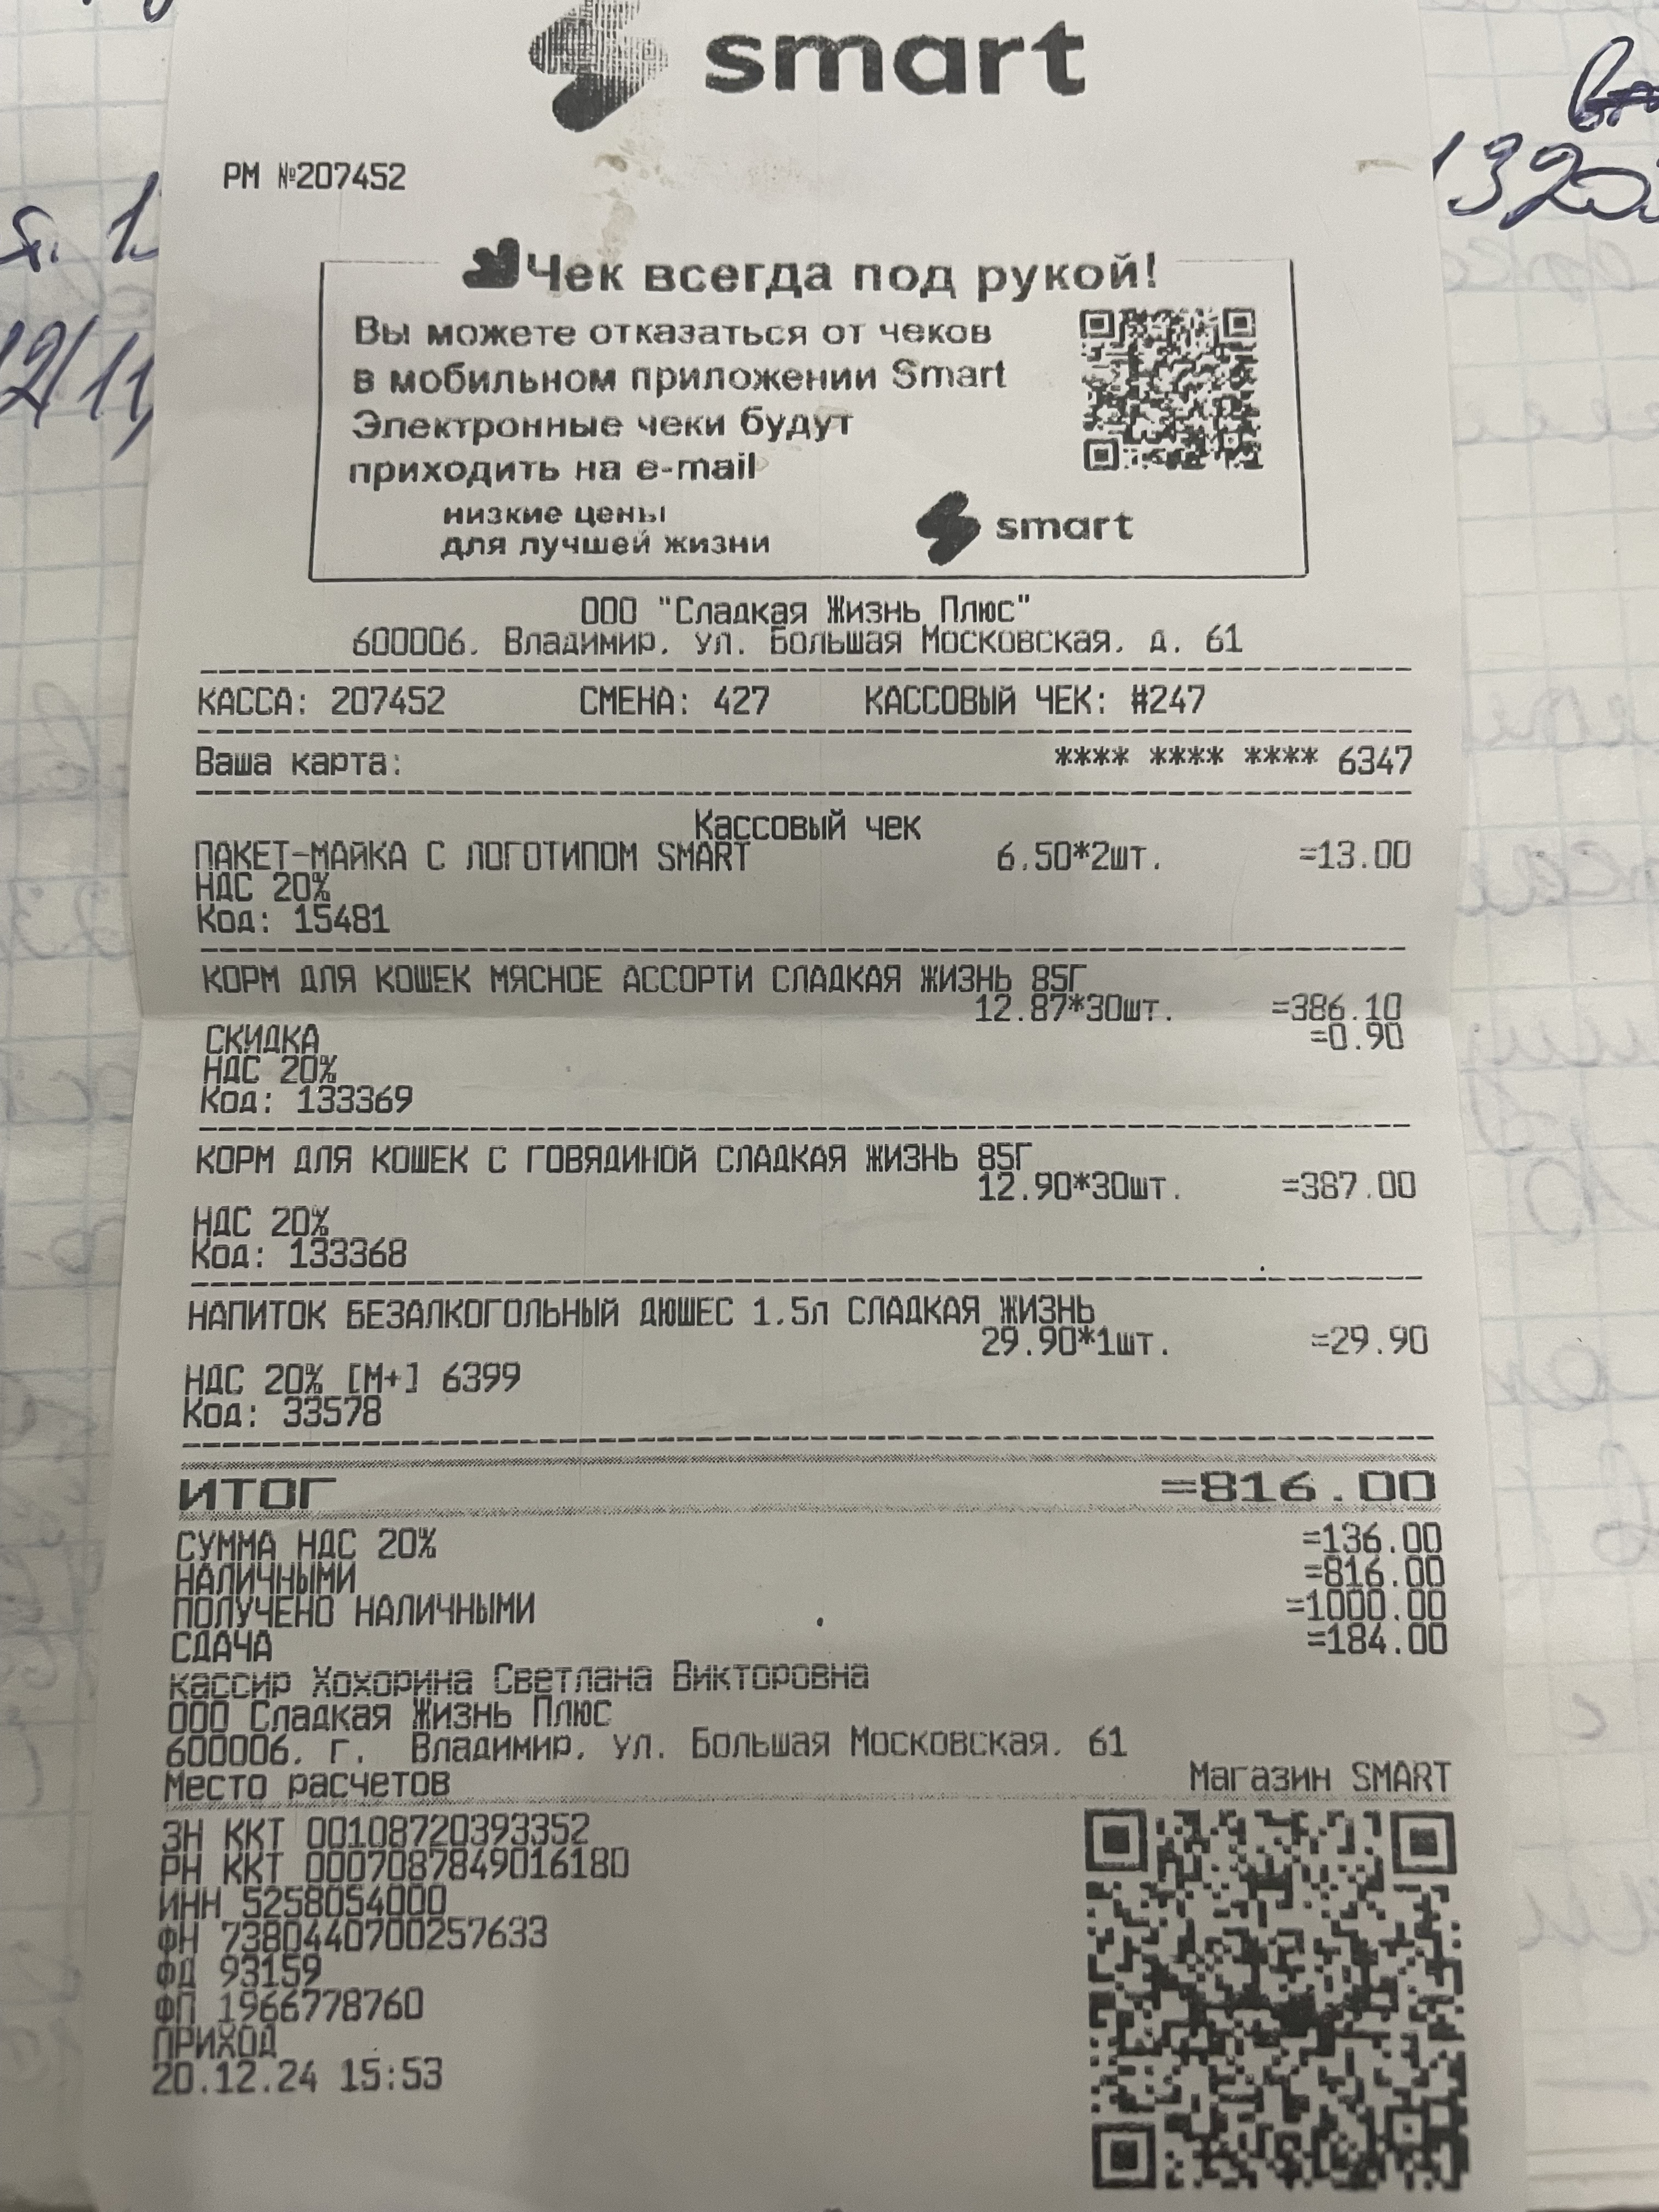 smart
РМ №207452
Чек всегда под рукой!
Вы можете отказаться от чеков
в мобильном приложении Smart
Электронные чеки будут
приходить на e-mail
низкие цены
для лучшей жизни
smart
ООО "Сладкая Жизнь Плюс"
600006, Владимир, ул. Большая Московская, д. 61
КАССА: 207452 СМЕНА: 427 КАССОВЫЙ ЧЕК: #247
Ваша карта: **** **** **** 6347
Кассовый чек
ПАКЕТ-МАЙКА С ЛОГОТИПОМ SMART 6.50*2шт. =13.00
НДС 20%
Код: 15481
КОРМ ДЛЯ КОШЕК МЯСНОЕ АССОРТИ СЛАДКАЯ ЖИЗНЬ 85Г
12.87*30шт. =386.10
СКИДКА =0.90
НДС 20%
Код: 133369
КОРМ ДЛЯ КОШЕК С ГОВЯДИНОЙ СЛАДКАЯ ЖИЗНЬ 85Г
12.90*30шт. =387.00
НДС 20%
Код: 133368
НАПИТОК БЕЗАЛКОГОЛЬНЫЙ ДЮШЕС 1.5л СЛАДКАЯ ЖИЗНЬ
29.90*1шт. =29.90
НДС 20% [М+] 6399
Код: 33578
ИТОГ =816.00
СУММА НДС 20% =136.00
НАЛИЧНЫМИ =816.00
ПОЛУЧЕНО НАЛИЧНЫМИ =1000.00
СДАЧА =184.00
кассир Хохорина Светлана Викторовна
ООО Сладкая Жизнь Плюс
600006, г. Владимир, ул. Большая Московская, 61
Место расчетов Магазин SMART
ЗН ККТ 00108720393352
РН ККТ 0007087849016180
ИНН 5258054000
ФН 7380440700257633
ФД 93159
ФП 1966778760
ПРИХОД
20.12.24 15:53